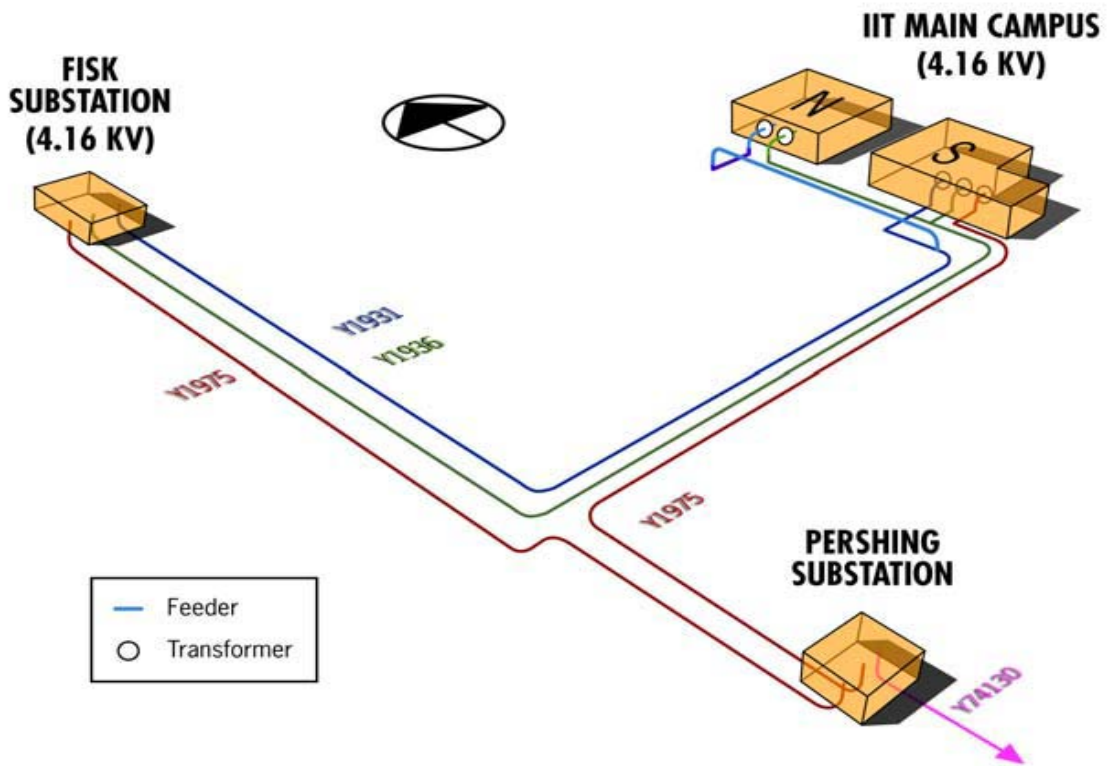 IIT MAIN CAMPUS
(4.16 KV)
FISK
SUBSTATION
(4.16 KV)
N
S
Y1931
Y1936
Y1975
Y1975
PERSHING
SUBSTATION
Feeder
Transformer
Y74130